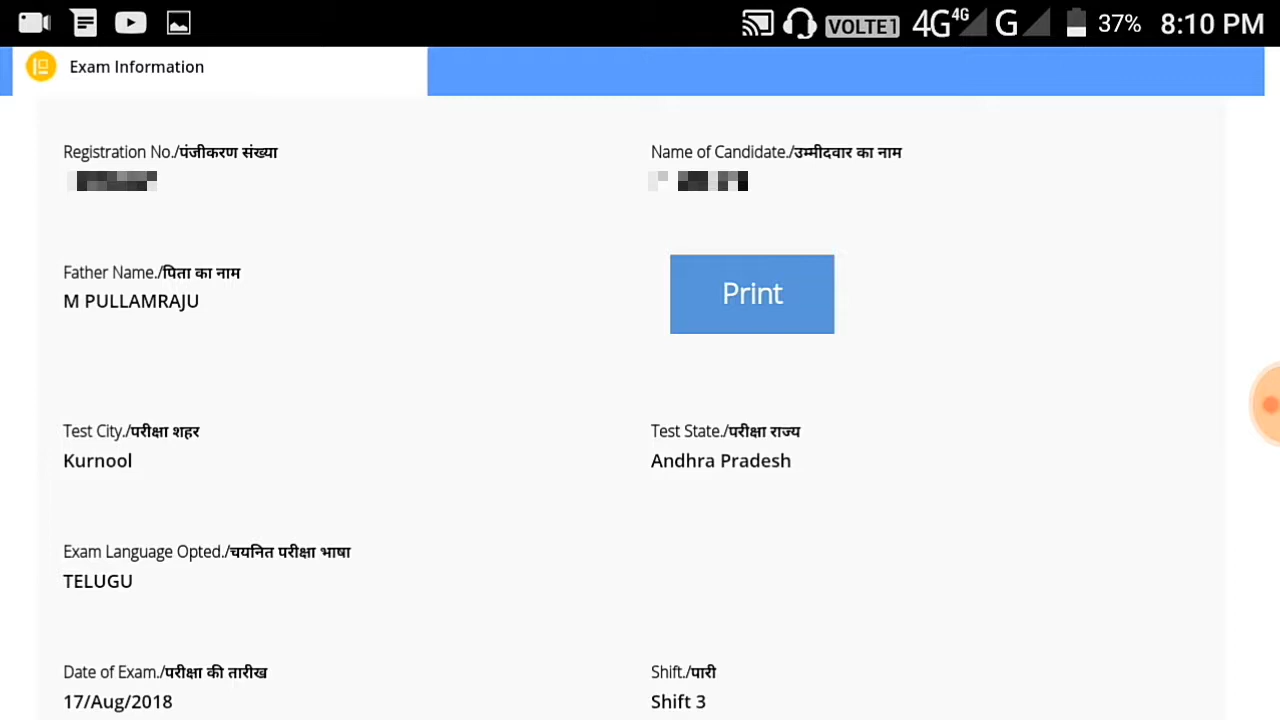 VOLTE1 4G 4G G 37% 8:10 PM
Exam Information
Registration No./पंजीकरण संख्या
Name of Candidate./उम्मीदवार का नाम
Father Name./पिता का नाम
M PULLAMRAJU
Print
Test City./परीक्षा शहर
Kurnool
Test State./परीक्षा राज्य
Andhra Pradesh
Exam Language Opted./चयनित परीक्षा भाषा
TELUGU
Date of Exam./परीक्षा की तारीख
17/Aug/2018
Shift./पारी
Shift 3